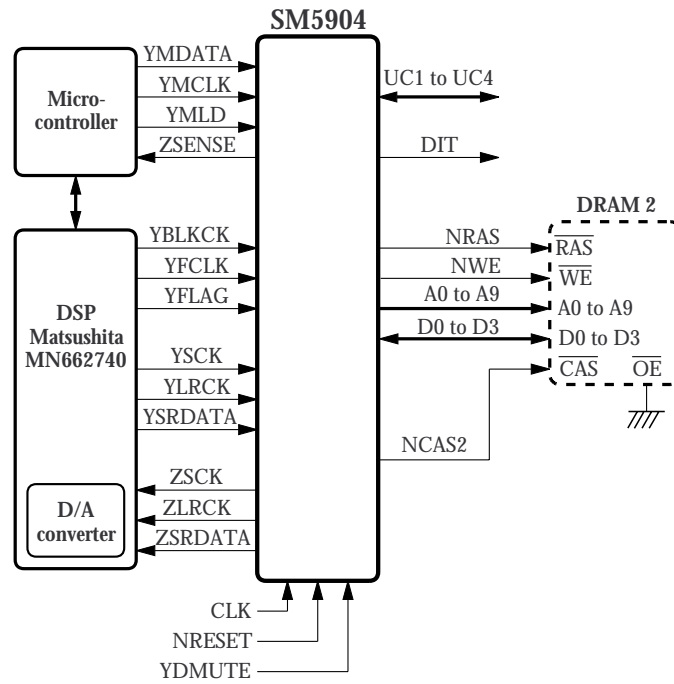 SM5904
Micro-
controller
YMDATA
YMCLK
YMLD
ZSENSE
UC1 to UC4
DIT
DSP
Matsushita
MN662740
YBLKCK
YFCLK
YFLAG
YSCK
YLRCK
YSRDATA
D/A
converter
ZSCK
ZLRCK
ZSRDATA
NRAS
NWE
A0 to A9
D0 to D3
NCAS2
DRAM 2
RAS
WE
A0 to A9
D0 to D3
CAS OE
CLK
NRESET
YDMUTE